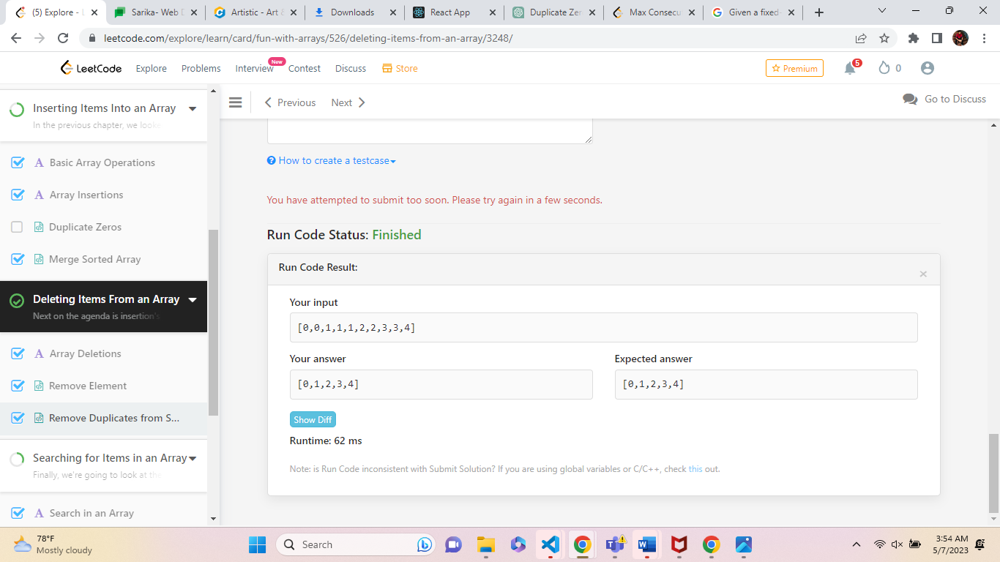 (5) Explore - L
Sarika- Web D
Artistic - Art &
Downloads
React App
Duplicate Zer
Max Consecu
Given a fixed-
leetcode.com/explore/learn/card/fun-with-arrays/526/deleting-items-from-an-array/3248/
LeetCode
Explore
Problems
Interview
New
Contest
Discuss
Store
Premium
5
0
Inserting Items Into an Array
In the previous chapter, we looke
Previous
Next
Go to Discuss
Basic Array Operations
Array Insertions
Duplicate Zeros
Merge Sorted Array
Deleting Items From an Array
Next on the agenda is insertion's
Array Deletions
Remove Element
Remove Duplicates from S...
Searching for Items in an Array
Finally, we're going to look at the
Search in an Array
How to create a testcase
You have attempted to submit too soon. Please try again in a few seconds.
Run Code Status: Finished
Run Code Result:
×
Your input
[0,0,1,1,1,2,2,3,3,4]
Your answer
Expected answer
[0,1,2,3,4]
[0,1,2,3,4]
Show Diff
Runtime: 62 ms
Note: is Run Code inconsistent with Submit Solution? If you are using global variables or C/C++, check this out.
78°F
Mostly cloudy
Search
3:54 AM
5/7/2023